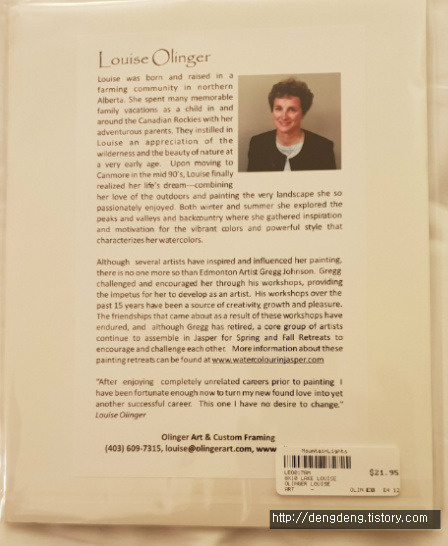 Louise Olinger
Louise was born and raised in a
farming community in northern
Alberta. She spent many memorable
family vacations as a child in and
around the Canadian Rockies with her
adventurous parents. They instilled in
Louise an appreciation of the
wilderness and the beauty of nature at
a very early age. Upon moving to
Canmore in the mid 90's, Louise finally
realized her life's dream---combining
her love of the outdoors and painting the very landscape she so
passionately enjoyed. Both winter and summer she explored the
peaks and valleys and backcountry where she gathered inspiration
and motivation for the vibrant colors and powerful style that
characterizes her watercolors.
Although several artists have inspired and influenced her painting,
there is no one more so than Edmonton Artist Gregg Johnson. Gregg
challenged and encouraged her through his workshops, providing
the impetus for her to develop as an artist. His workshops over the
past 15 years have been a source of creativity, growth and pleasure.
The friendships that came about as a result of these workshops have
endured, and although Gregg has retired, a core group of artists
continue to assemble in Jasper for Spring and Fall Retreats to
encourage and challenge each other. More information about these
painting retreats can be found at www.watercolourinjasper.com
"After enjoying completely unrelated careers prior to painting I
have been fortunate enough now to turn my new found love into yet
another successful career. This one I have no desire to change."
Louise Olinger
Olinger Art & Custom Framing
(403) 609-7315, louise@olingerart.com, www
MountainLights
$21.95
8X10 LAKE LOUISE
OLINGER LOUISE
ART -
http://dengdeng.tistory.com